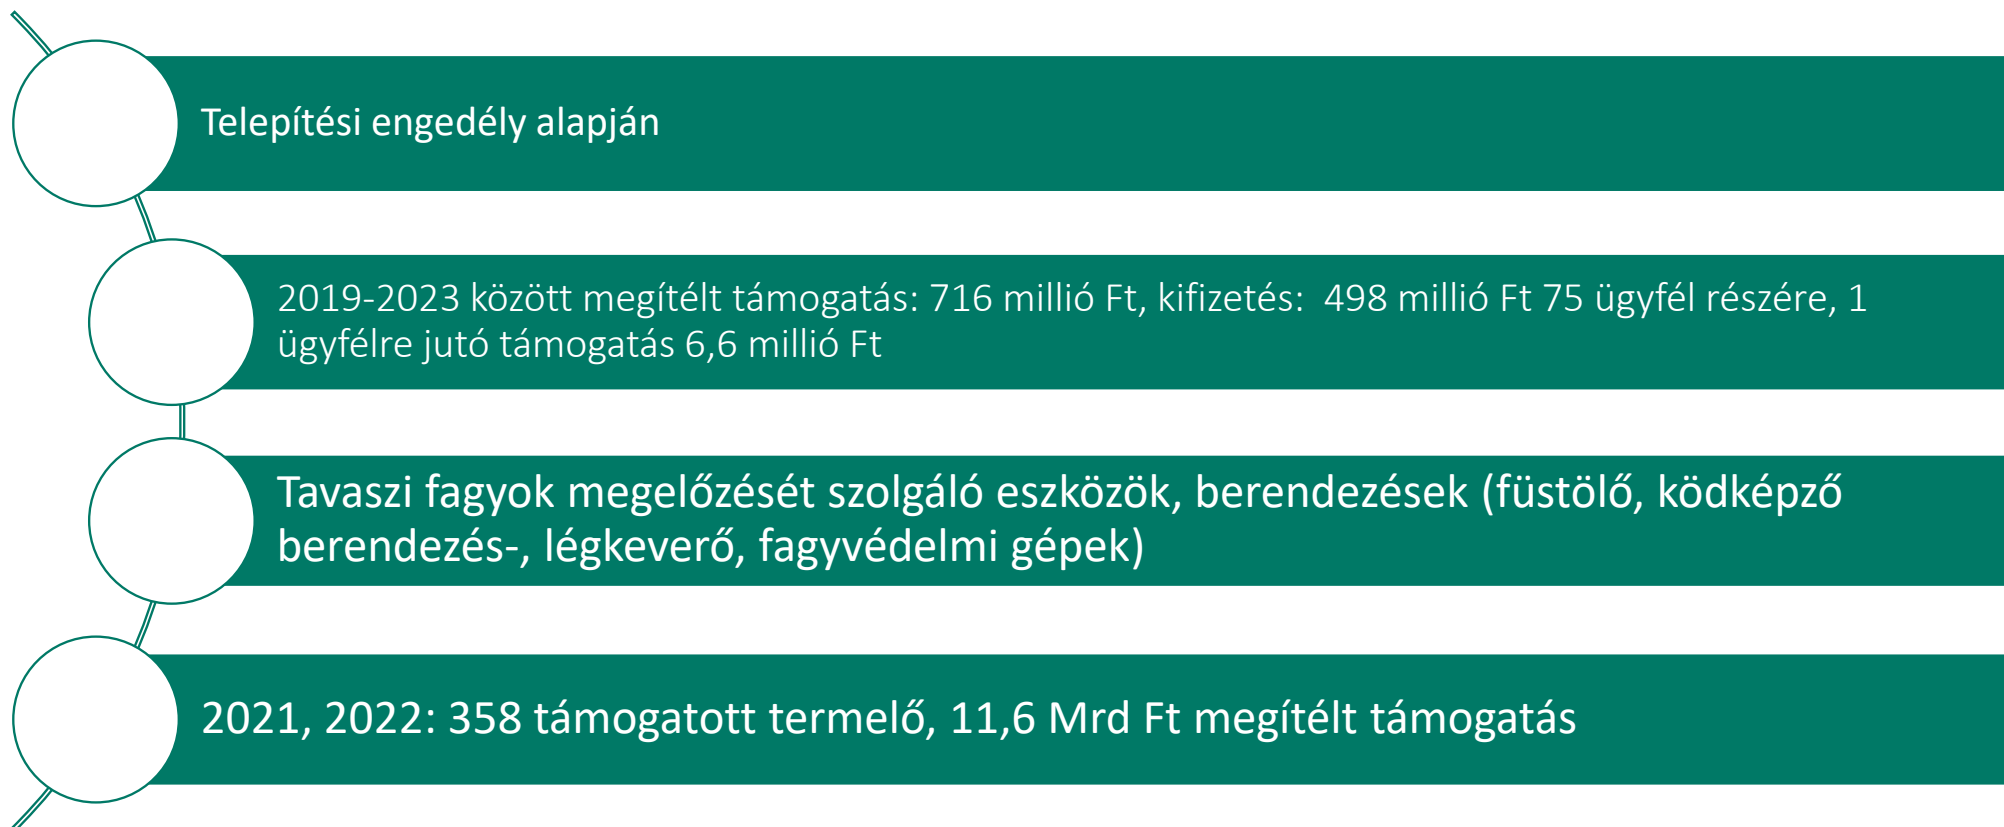 Telepítési engedély alapján
2019-2023 között megítélt támogatás: 716 millió Ft, kifizetés: 498 millió Ft 75 ügyfél részére, 1
ügyfélre jutó támogatás 6,6 millió Ft
Tavaszi fagyok megelőzését szolgáló eszközök, berendezések (füstölő, ködképző
berendezés-, légkeverő, fagyvédelmi gépek)
2021, 2022: 358 támogatott termelő, 11,6 Mrd Ft megítélt támogatás